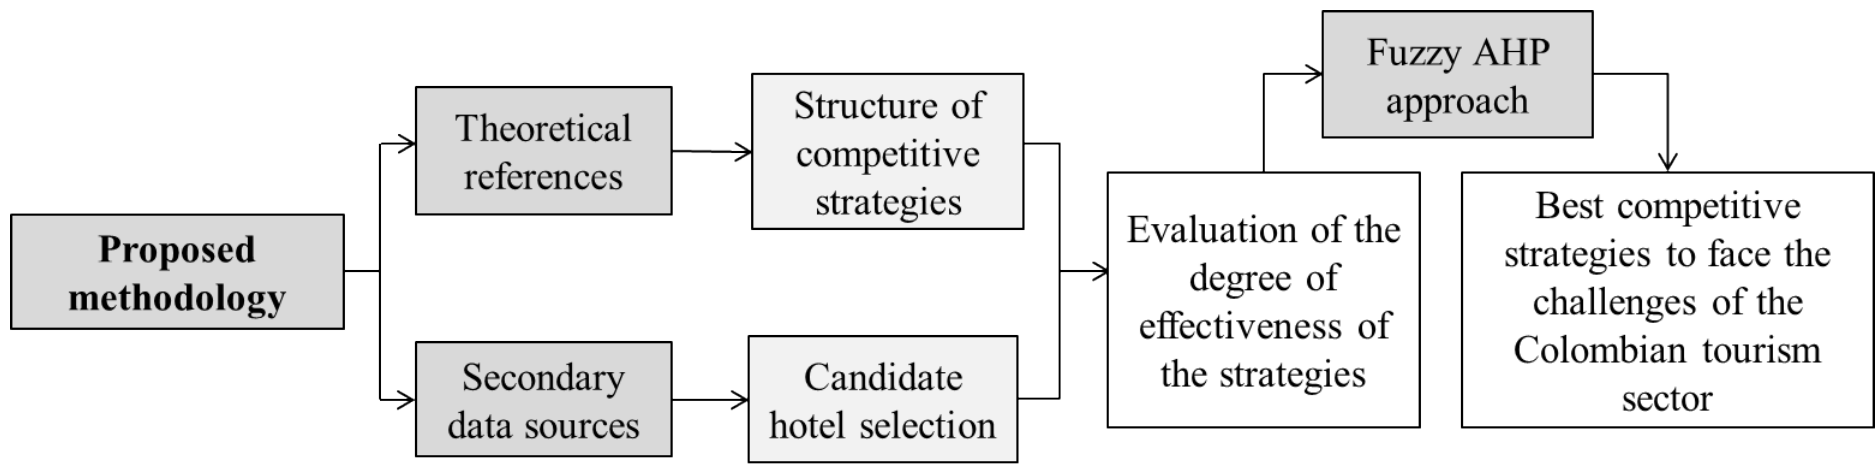 Proposed
methodology
Theoretical
references
Structure of
competitive
strategies
Secondary
data sources
Candidate
hotel selection
Evaluation of the
degree of
effectiveness of
the strategies
Fuzzy AHP
approach
Best competitive
strategies to face the
challenges of the
Colombian tourism
sector